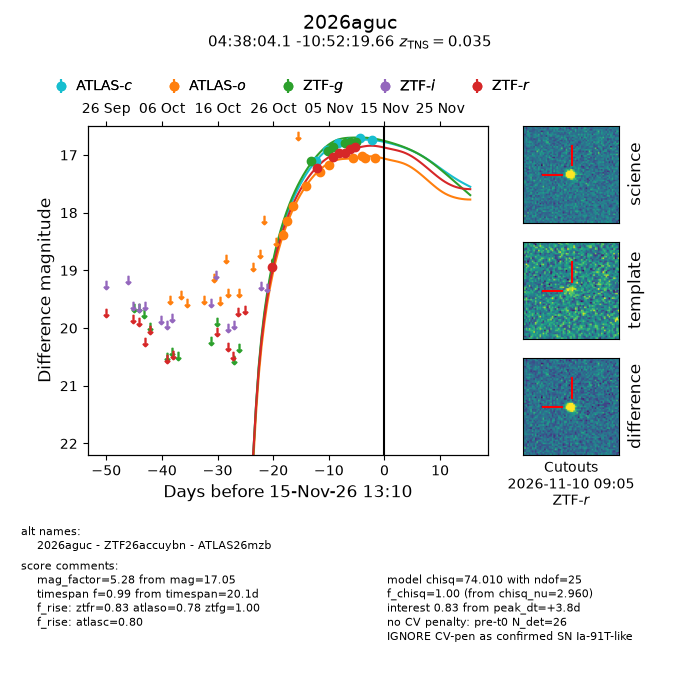 2026aguc
04:38:04.1 -10:52:19.66 z_TNS = 0.035
ATLAS-c ATLAS-o ZTF-g ZTF-i ZTF-r
26 Sep 06 Oct 16 Oct 26 Oct 05 Nov 15 Nov 25 Nov
17
18
19
20
21
22
Difference magnitude
−50 −40 −30 −20 −10 0 10
Days before 15-Nov-26 13:10
science
template
difference
Cutouts
2026-11-10 09:05
ZTF-r
alt names:
2026aguc - ZTF26accuybn - ATLAS26mzb
score comments:
mag_factor=5.28 from mag=17.05
timespan f=0.99 from timespan=20.1d
f_rise: ztfr=0.83 atlaso=0.78 ztfg=1.00
f_rise: atlasc=0.80
model chisq=74.010 with ndof=25
f_chisq=1.00 (from chisq_nu=2.960)
interest 0.83 from peak_dt=+3.8d
no CV penalty: pre-t0 N_det=26
IGNORE CV-pen as confirmed SN Ia-91T-like